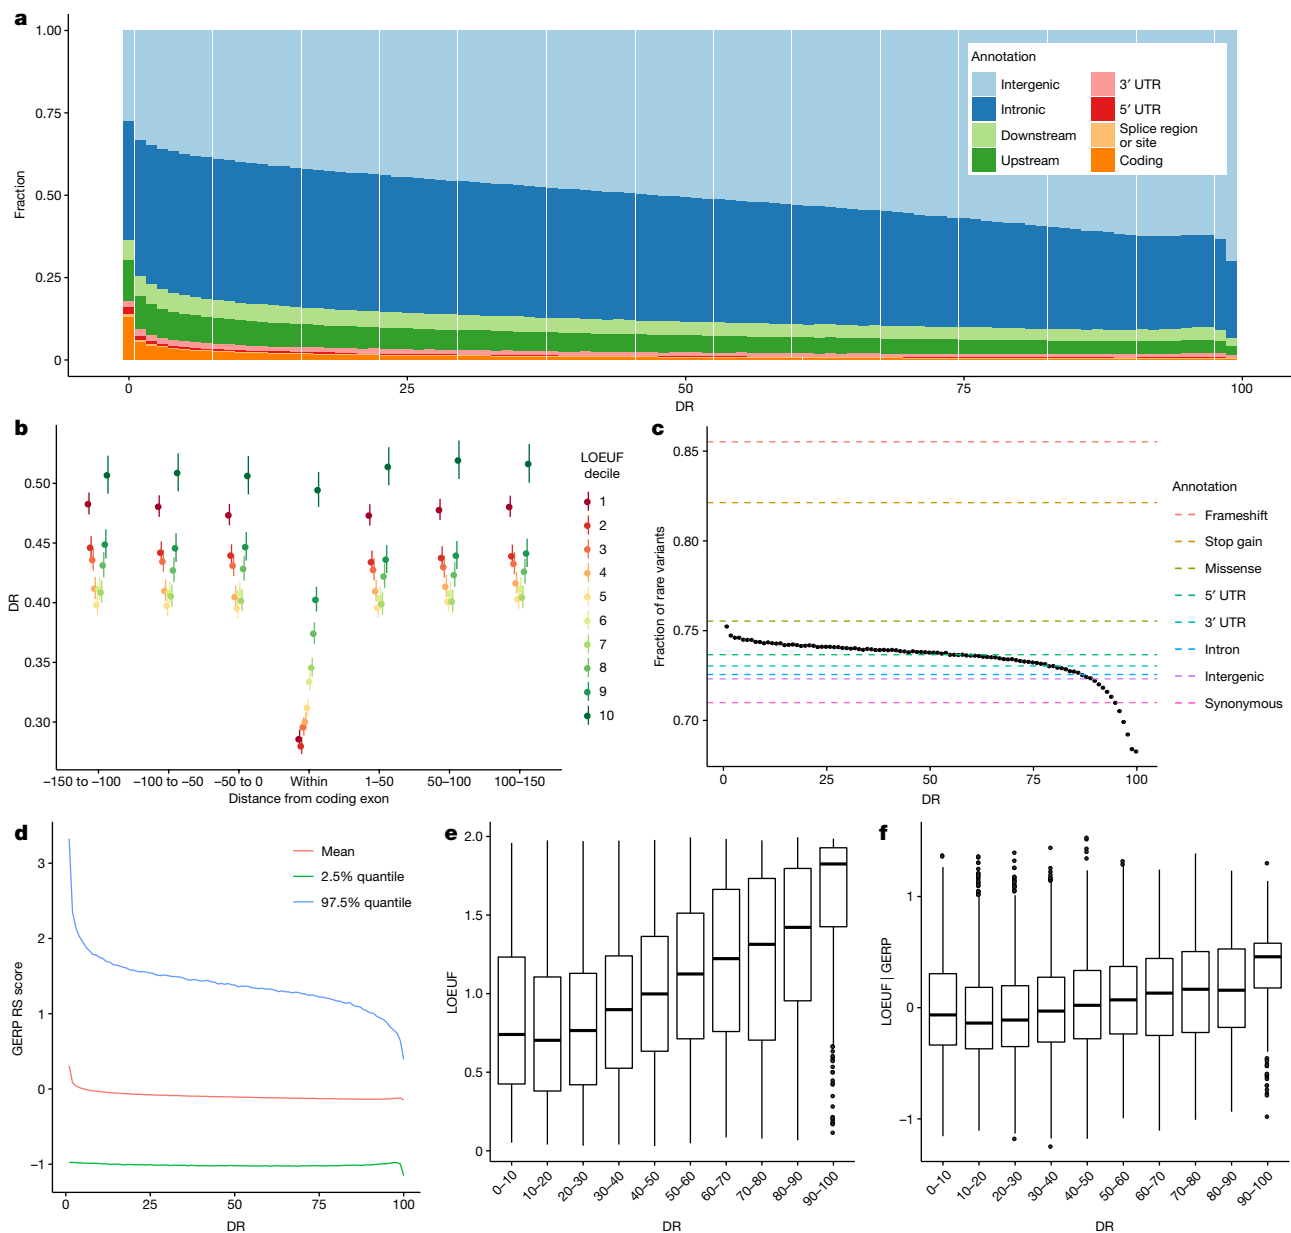 a
1.00
0.75
0.50
0.25
0
Fraction
0
25
50
75
100
DR
Annotation
Intergenic
Intronic
Downstream
Upstream
3′ UTR
5′ UTR
Splice region
or site
Coding
b
0.50
0.45
0.40
0.35
0.30
DR
−150 to −100
−100 to −50
−50 to 0
Within
1–50
50–100
100–150
Distance from coding exon
LOEUF
decile
1
2
3
4
5
6
7
8
9
10
c
0.85
0.80
0.75
0.70
Fraction of rare variants
0
25
50
75
100
DR
Annotation
Frameshift
Stop gain
Missense
5′ UTR
3′ UTR
Intron
Intergenic
Synonymous
d
3
2
1
0
−1
GERP RS score
0
25
50
75
100
DR
Mean
2.5% quantile
97.5% quantile
e
2.0
1.5
1.0
0.5
0
LOEUF
0–10
10–20
20–30
30–40
40–50
50–60
60–70
70–80
80–90
90–100
DR
f
1
0
−1
LOEUF | GERP
0–10
10–20
20–30
30–40
40–50
50–60
60–70
70–80
80–90
90–100
DR